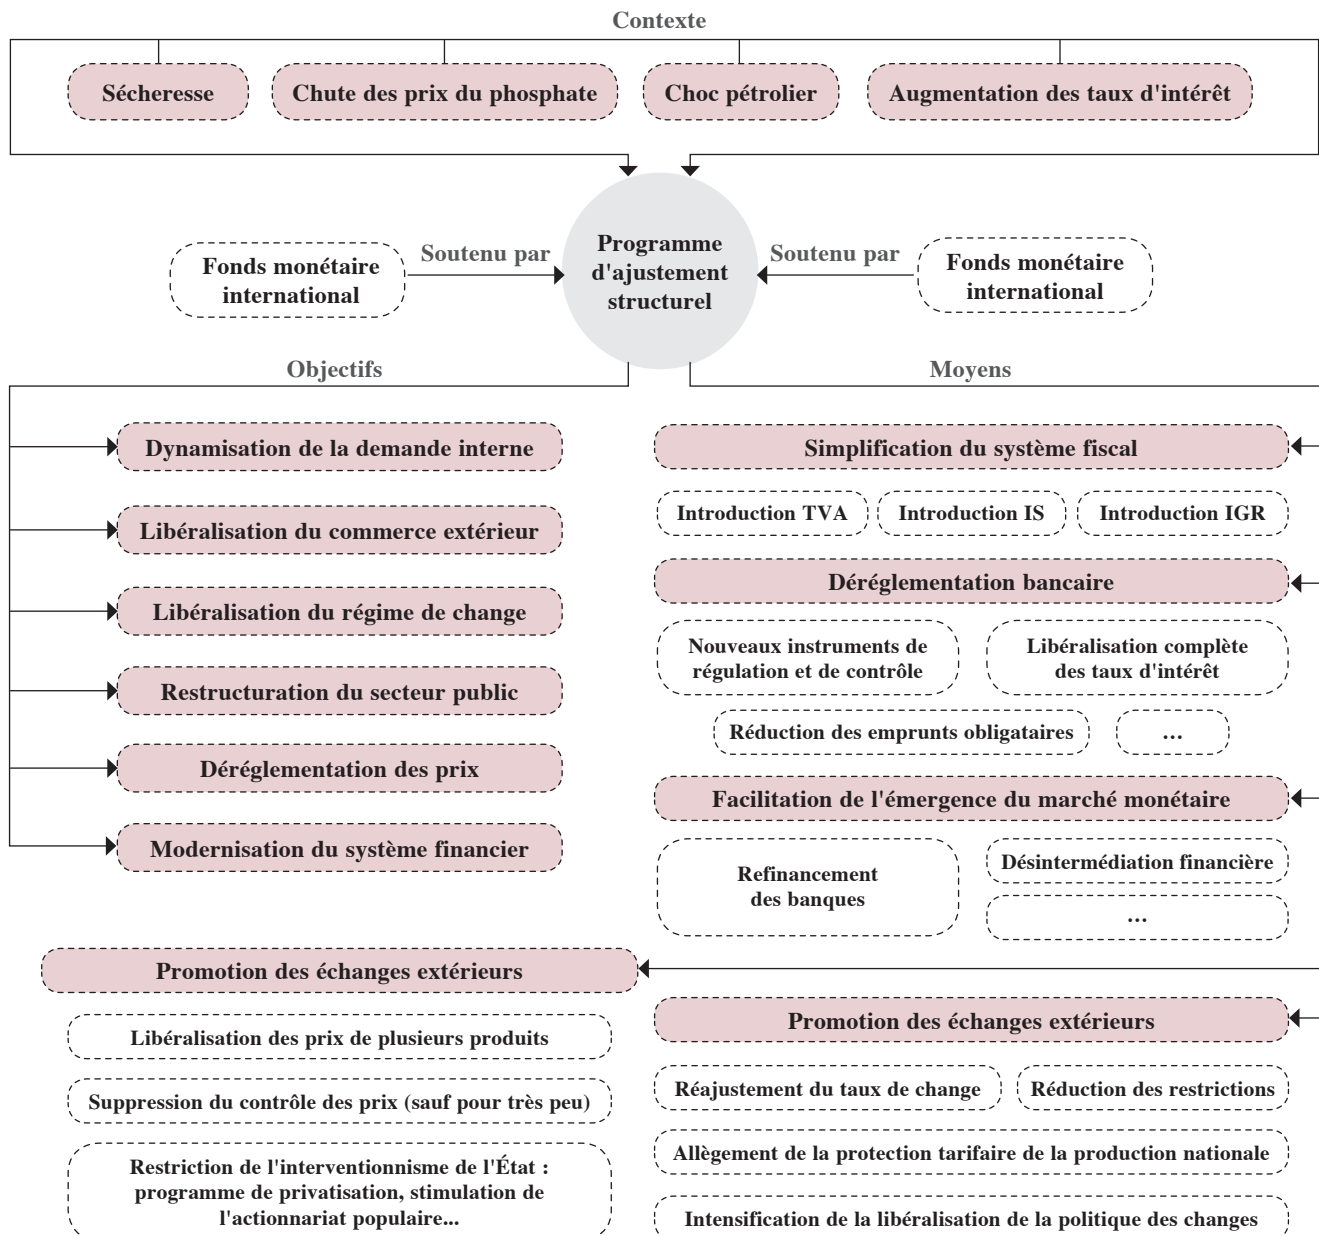 Contexte
Sécheresse
Chute des prix du phosphate
Choc pétrolier
Augmentation des taux d'intérêt
Fonds monétaire
international
Soutenu par
Programme
d'ajustement
structurel
Soutenu par
Fonds monétaire
international
Objectifs
Dynamisation de la demande interne
Libéralisation du commerce extérieur
Libéralisation du régime de change
Restructuration du secteur public
Déréglementation des prix
Modernisation du système financier
Moyens
Simplification du système fiscal
Introduction TVA
Introduction IS
Introduction IGR
Déréglementation bancaire
Nouveaux instruments de
régulation et de contrôle
Libéralisation complète
des taux d'intérêt
Réduction des emprunts obligataires
...
Facilitation de l'émergence du marché monétaire
Refinancement
des banques
Désintermédiation financière
...
Promotion des échanges extérieurs
Libéralisation des prix de plusieurs produits
Suppression du contrôle des prix (sauf pour très peu)
Restriction de l'interventionnisme de l'État :
programme de privatisation, stimulation de
l'actionnariat populaire...
Promotion des échanges extérieurs
Réajustement du taux de change
Réduction des restrictions
Allègement de la protection tarifaire de la production nationale
Intensification de la libéralisation de la politique des changes